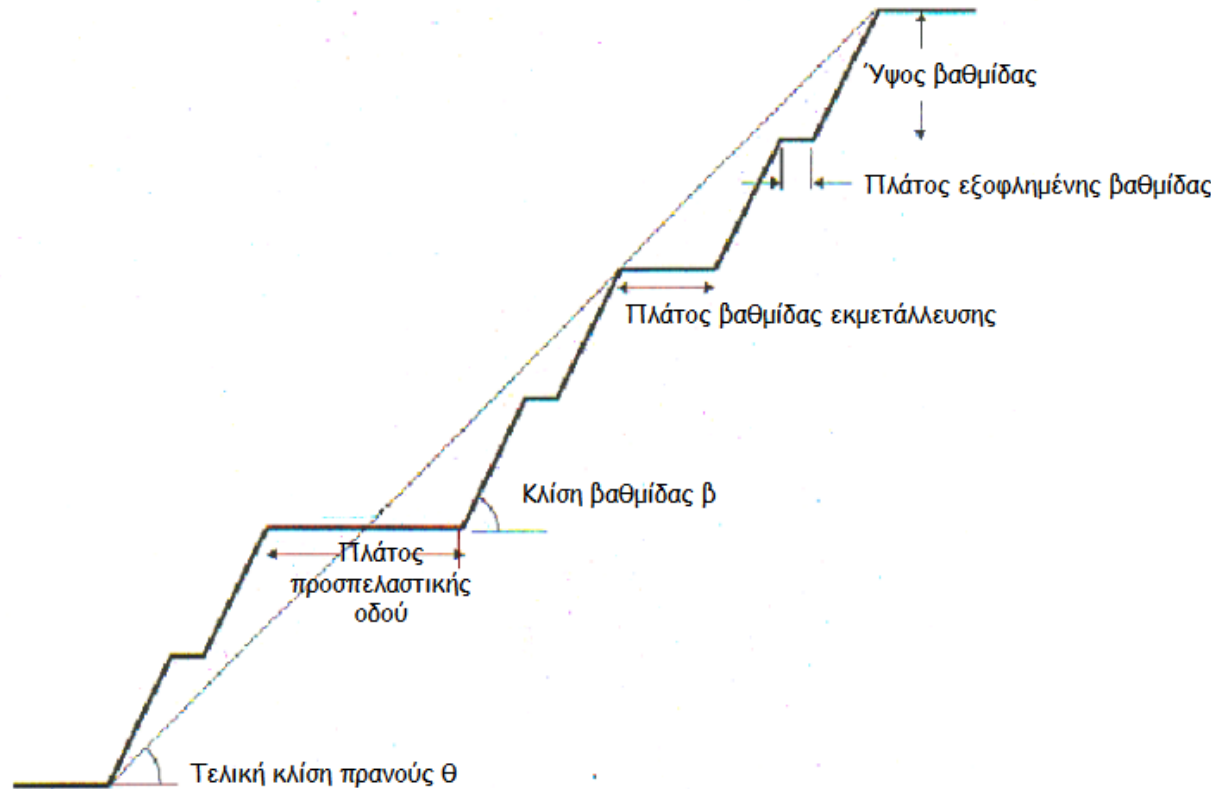 Ύψος βαθμίδας
Πλάτος εξοφλημένης βαθμίδας
Πλάτος βαθμίδας εκμετάλλευσης
Κλίση βαθμίδας β
Πλάτος
προσπελαστικής
οδού
Τελική κλίση πρανούς θ